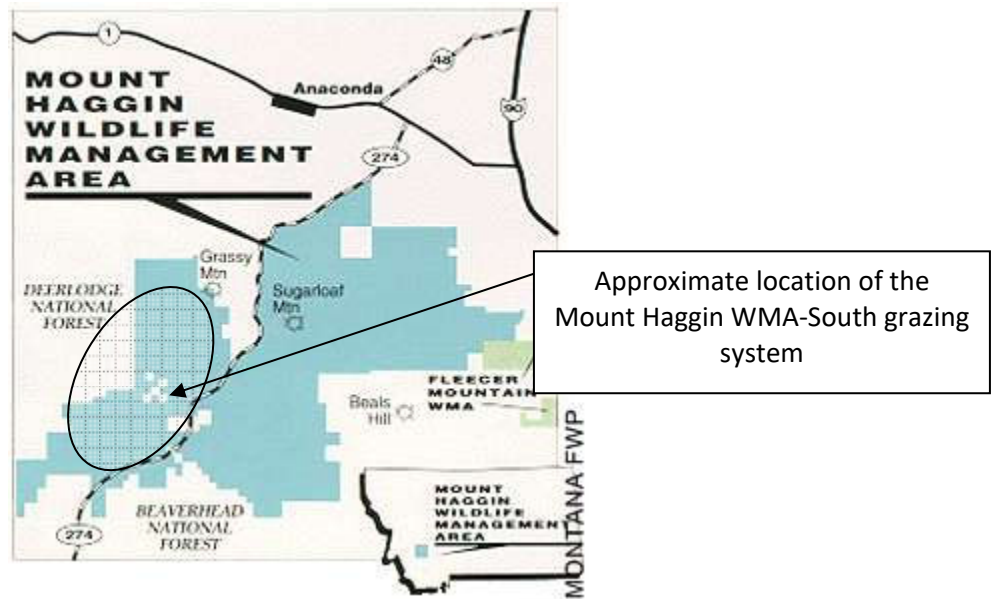 1
48
MOUNT
HAGGIN
WILDLIFE
MANAGEMENT
AREA
Anaconda
90
274
Grassy
Mtn
DEERLODGE
NATIONAL
FOREST
Sugarloaf
Mtn
Approximate location of the
Mount Haggin WMA-South grazing
system
FLEECER
MOUNTAIN
WMA
Beals
Hill
BEAVERHEAD
NATIONAL
FOREST
274
MOUNT
HAGGIN
WILDLIFE
MANAGEMENT
AREA
MONTANA FWP